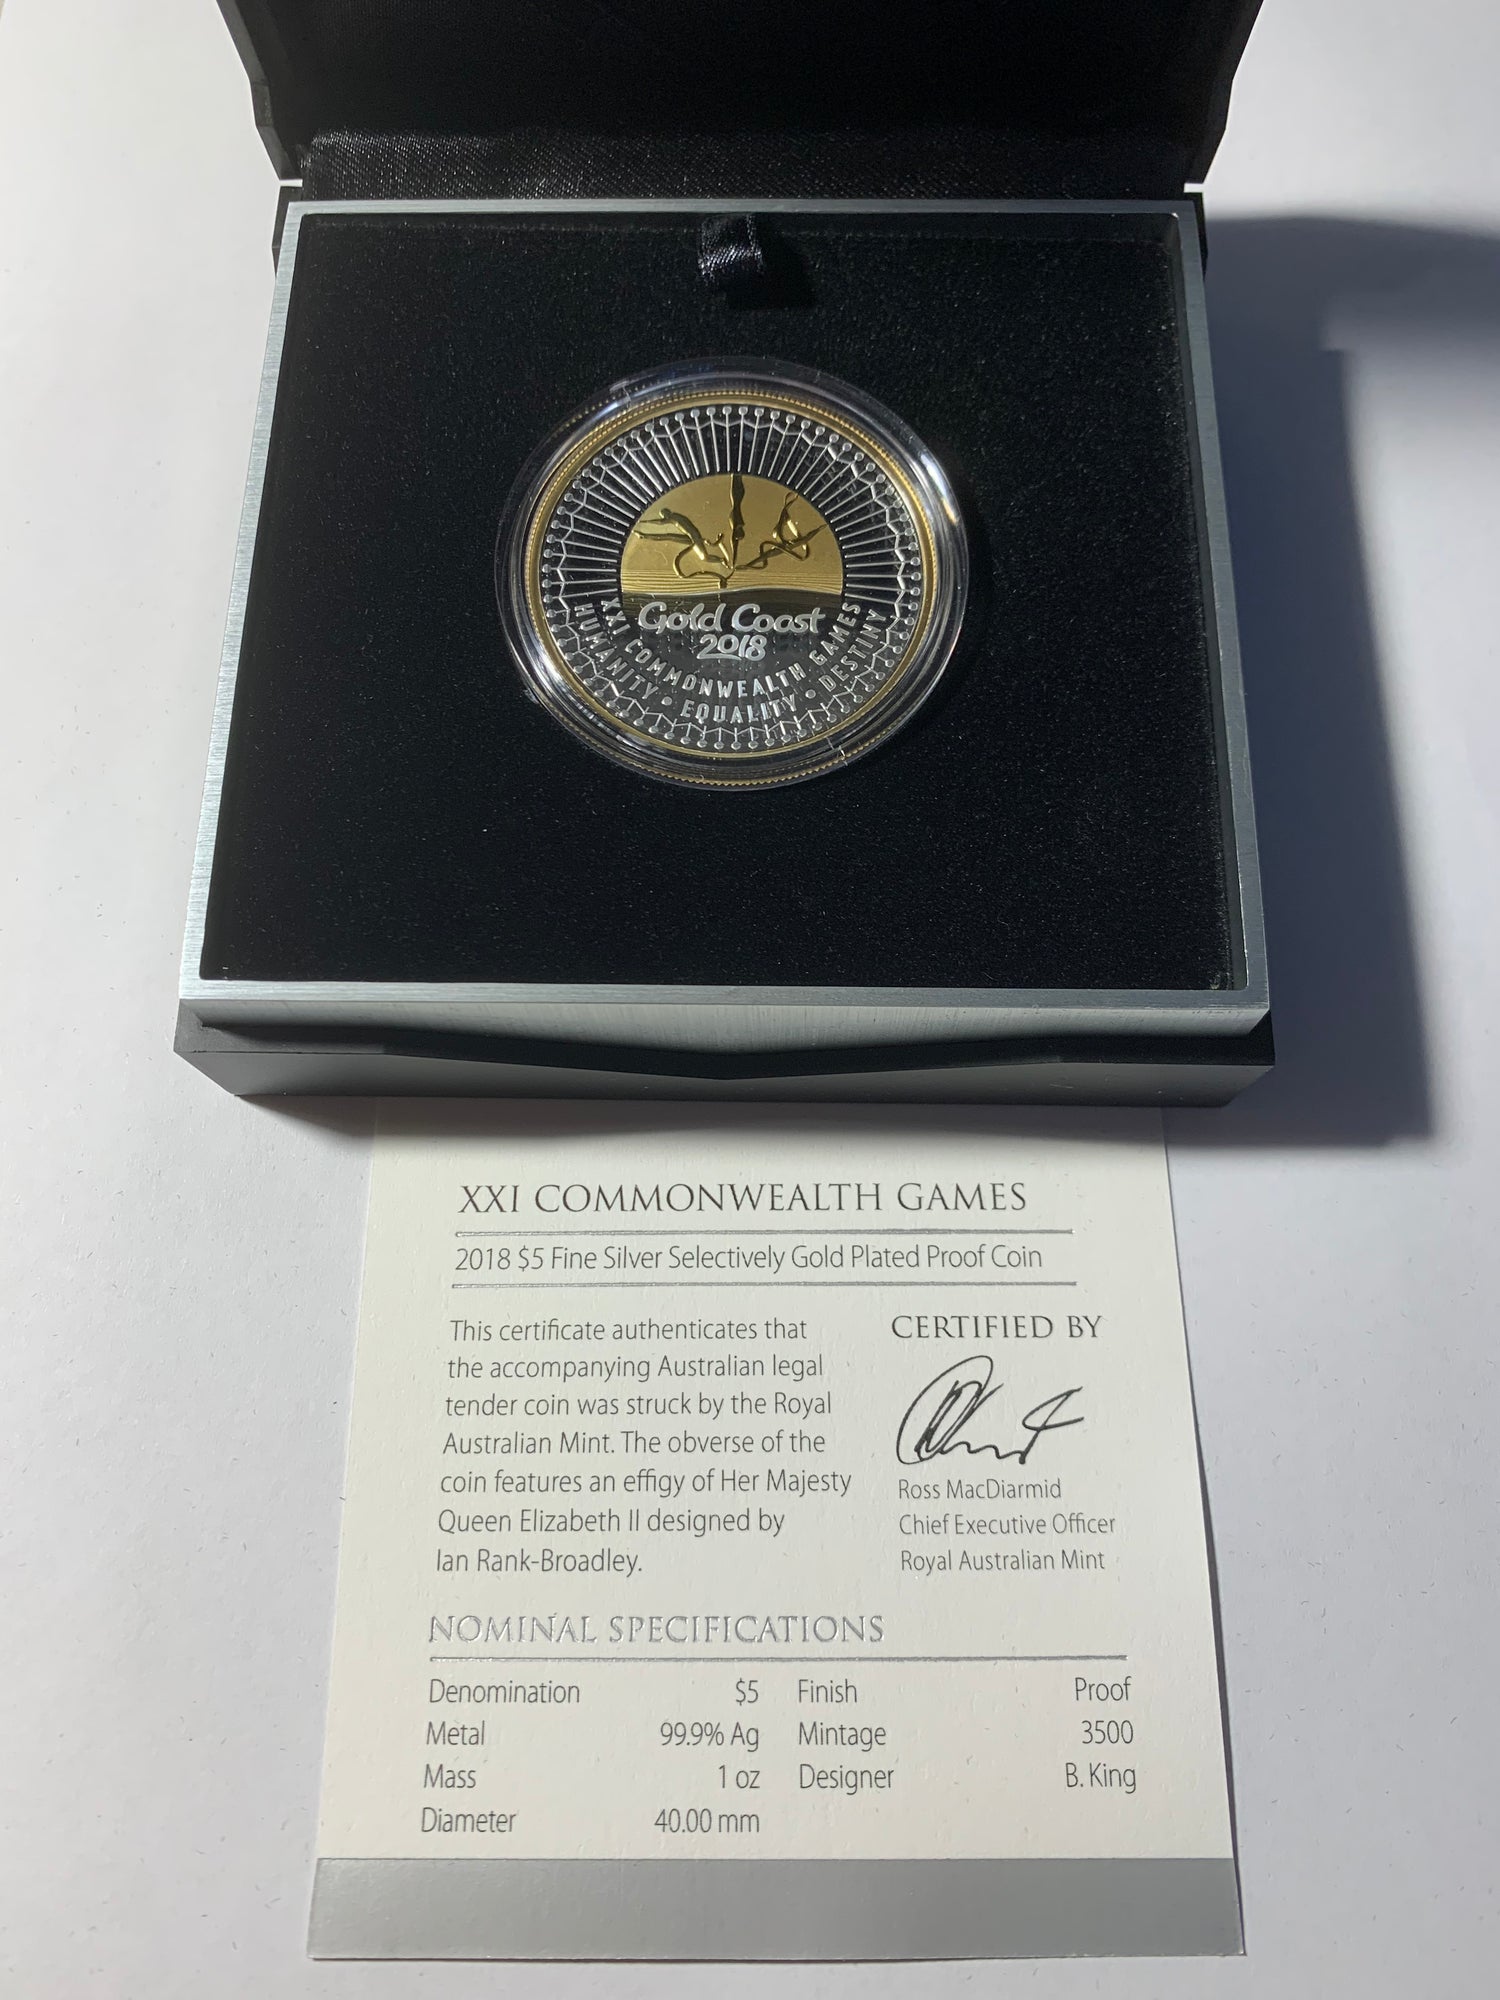 Gold Coast
2018
XXI COMMONWEALTH GAMES
HUMANITY • EQUALITY • DESTINY
XXI COMMONWEALTH GAMES
2018 $5 Fine Silver Selectively Gold Plated Proof Coin
This certificate authenticates that
the accompanying Australian legal
tender coin was struck by the Royal
Australian Mint. The obverse of the
coin features an effigy of Her Majesty
Queen Elizabeth II designed by
Ian Rank-Broadley.
CERTIFIED BY
Ross MacDiarmid
Chief Executive Officer
Royal Australian Mint
NOMINAL SPECIFICATIONS
Denomination $5 Finish Proof
Metal 99.9% Ag Mintage 3500
Mass 1 oz Designer B. King
Diameter 40.00 mm